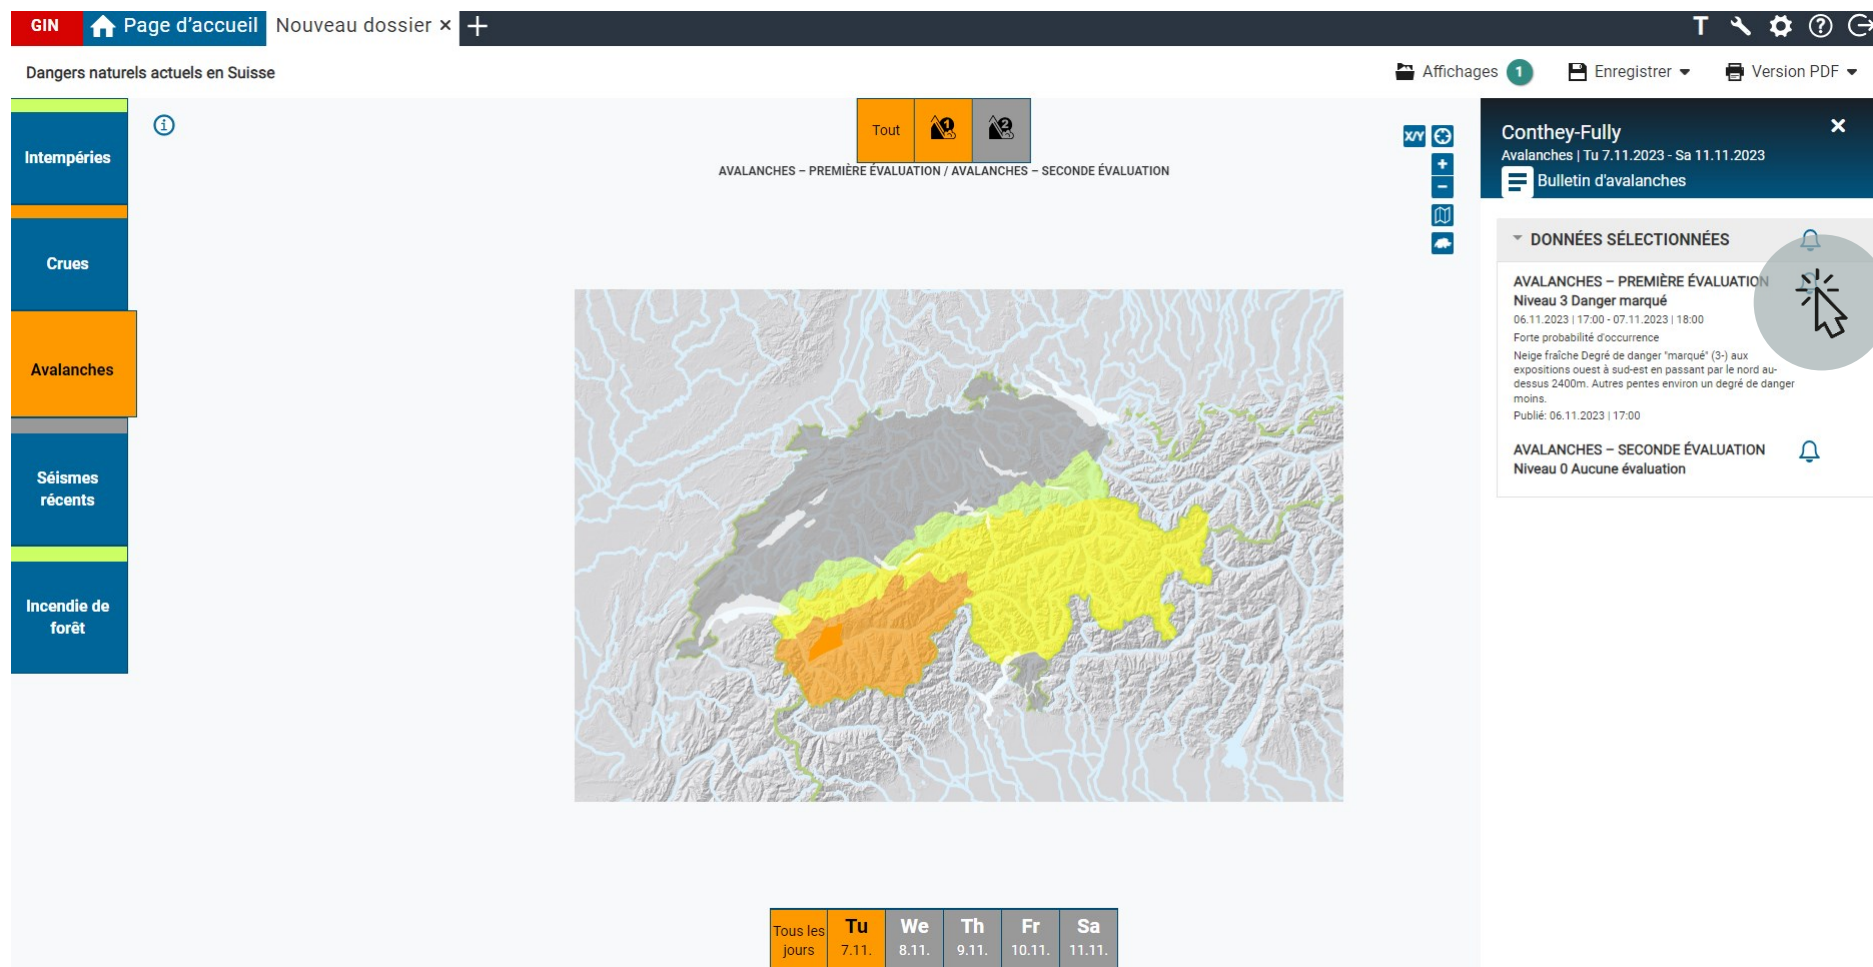 GIN Page d'accueil Nouveau dossier × + T
Dangers naturels actuels en Suisse
Affichages 1 Enregistrer Version PDF
Intempéries
Crues
Avalanches
Séismes
récents
Incendie de
forêt
Tout 1 2
AVALANCHES – PREMIÈRE ÉVALUATION / AVALANCHES – SECONDE ÉVALUATION
X/Y
+
−
Conthey-Fully
Avalanches | Tu 7.11.2023 - Sa 11.11.2023
Bulletin d'avalanches
DONNÉES SÉLECTIONNÉES
AVALANCHES – PREMIÈRE ÉVALUATION
Niveau 3 Danger marqué
06.11.2023 | 17:00 - 07.11.2023 | 18:00
Forte probabilité d'occurrence
Neige fraîche Degré de danger "marqué" (3-) aux
expositions ouest à sud-est en passant par le nord au-
dessus 2400m. Autres pentes environ un degré de danger
moins.
Publié: 06.11.2023 | 17:00
AVALANCHES – SECONDE ÉVALUATION
Niveau 0 Aucune évaluation
Tous les
jours
Tu
7.11.
We
8.11.
Th
9.11.
Fr
10.11.
Sa
11.11.